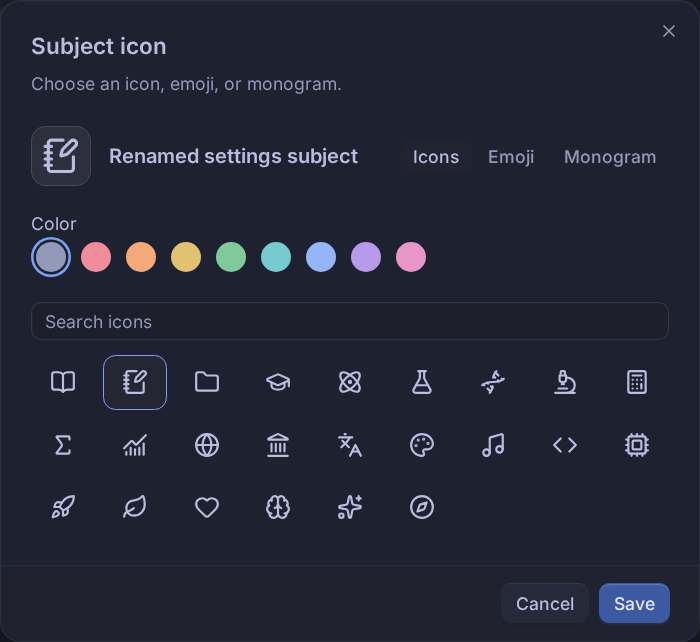 Subject icon
Choose an icon, emoji, or monogram.
Renamed settings subject
Icons Emoji Monogram
Color
Search icons
Cancel Save